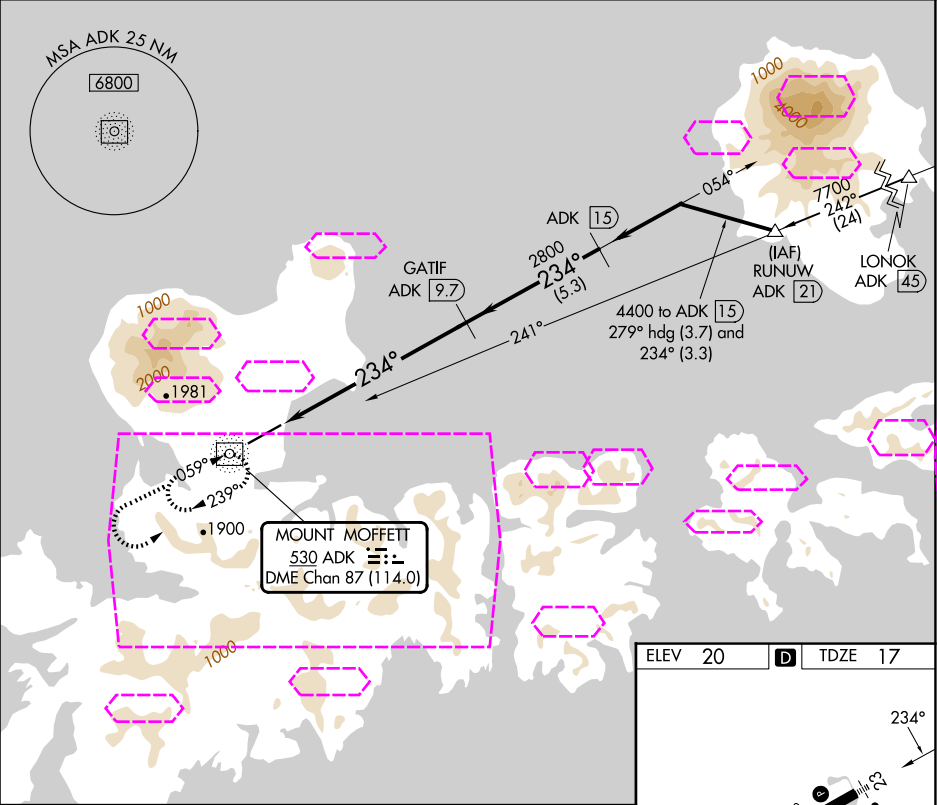 MSA ADK 25 NM
6800
1000
4000
054°
7700
242°
(24)
ADK 15
2800
234°
(5.3)
(IAF)
RUNUW
ADK 21
LONOK
ADK 45
GATIF
ADK 9.7
4400 to ADK 15
279° hdg (3.7) and
234° (3.3)
241°
1000
234°
2000
1981
059°
239°
1900
MOUNT MOFFETT
530 ADK
DME Chan 87 (114.0)
1000
ELEV 20 D TDZE 17
234°
P
23